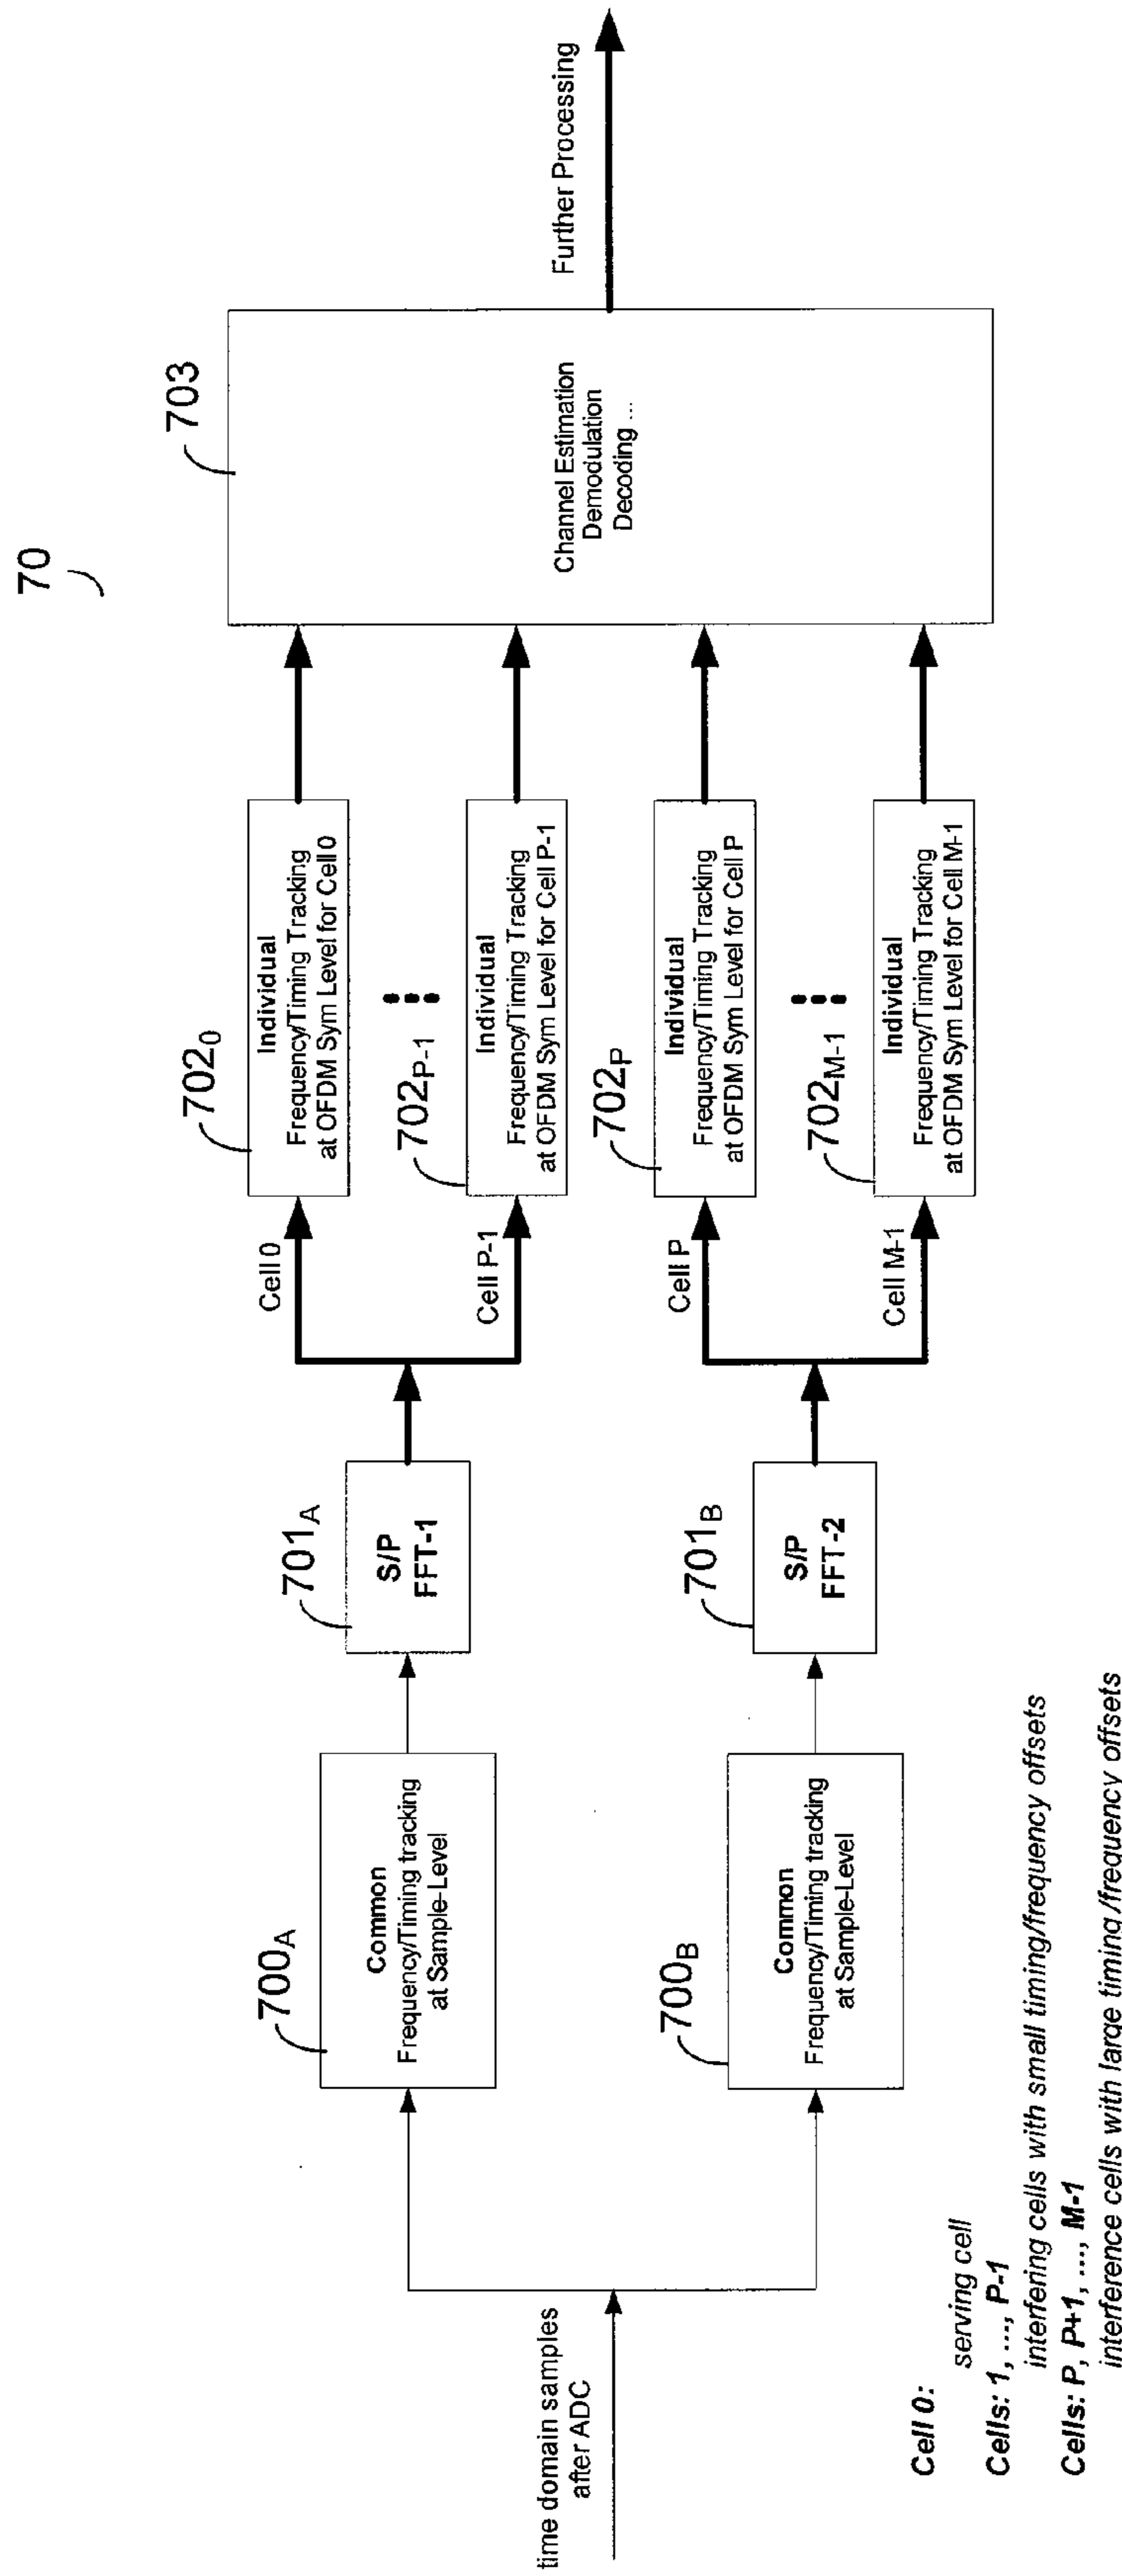 70
time domain samples
after ADC
700A
Common
Frequency/Timing tracking
at Sample-Level
700B
Common
Frequency/Timing tracking
at Sample-Level
701A
S/P
FFT-1
701B
S/P
FFT-2
Cell 0
Cell P-1
Cell P
Cell M-1
7020
Individual
Frequency/Timing Tracking
at OFDM Sym Level for Cell 0
702P-1
Individual
Frequency/Timing Tracking
at OFDM Sym Level for Cell P-1
702P
Individual
Frequency/Timing Tracking
at OFDM Sym Level for Cell P
702M-1
Individual
Frequency/Timing Tracking
at OFDM Sym Level for Cell M-1
703
Channel Estimation
Demodulation
Decoding ...
Further Processing
Cell 0:
serving cell
Cells: 1, ..., P-1
interfering cells with small timing/frequency offsets
Cells: P, P+1, ..., M-1
interference cells with large timing/frequency offsets